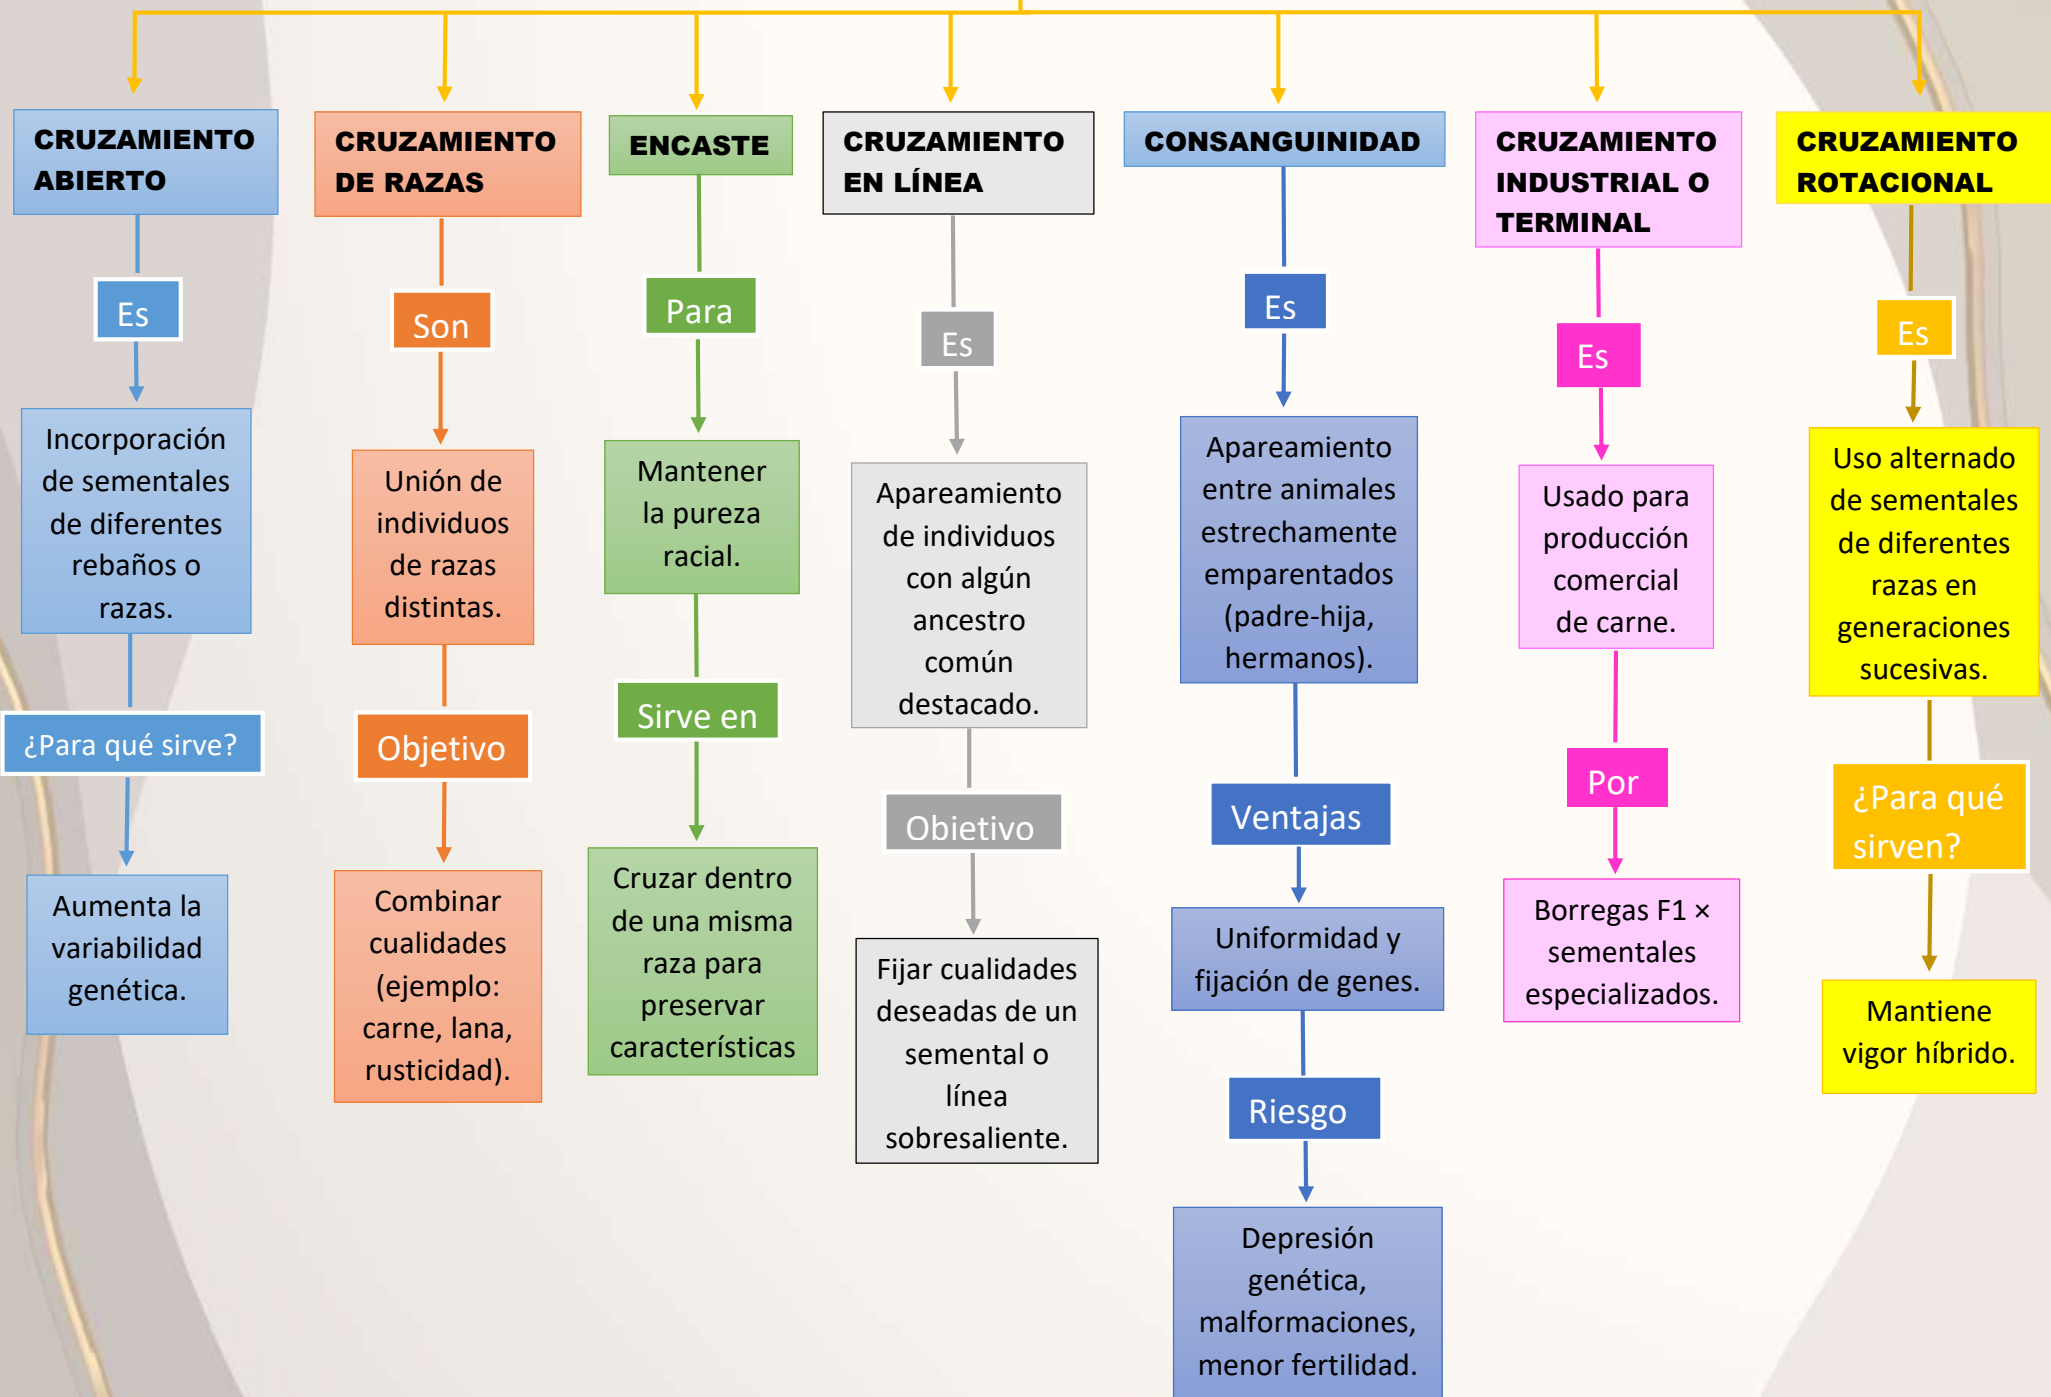 CRUZAMIENTO
ABIERTO
Es
Incorporación
de sementales
de diferentes
rebaños o
razas.
¿Para qué sirve?
Aumenta la
variabilidad
genética.
CRUZAMIENTO
DE RAZAS
Son
Unión de
individuos
de razas
distintas.
Objetivo
Combinar
cualidades
(ejemplo:
carne, lana,
rusticidad).
ENCASTE
Para
Mantener
la pureza
racial.
Sirve en
Cruzar dentro
de una misma
raza para
preservar
características
CRUZAMIENTO
EN LÍNEA
Es
Apareamiento
de individuos
con algún
ancestro
común
destacado.
Obietivo
Fijar cualidades
deseadas de un
semental o
línea
sobresaliente.
CONSANGUINIDAD
Es
Apareamiento
entre animales
estrechamente
emparentados
(padre-hija,
hermanos).
Ventajas
Uniformidad y
fijación de genes.
Riesgo
Depresión
genética,
malformaciones,
menor fertilidad.
CRUZAMIENTO
INDUSTRIAL O
TERMINAL
Es
Usado para
producción
comercial
de carne.
Por
Borregas F1 ×
sementales
especializados.
CRUZAMIENTO
ROTACIONAL
Es
Uso alternado
de sementales
de diferentes
razas en
generaciones
sucesivas.
¿Para qué
sirven?
Mantiene
vigor híbrido.